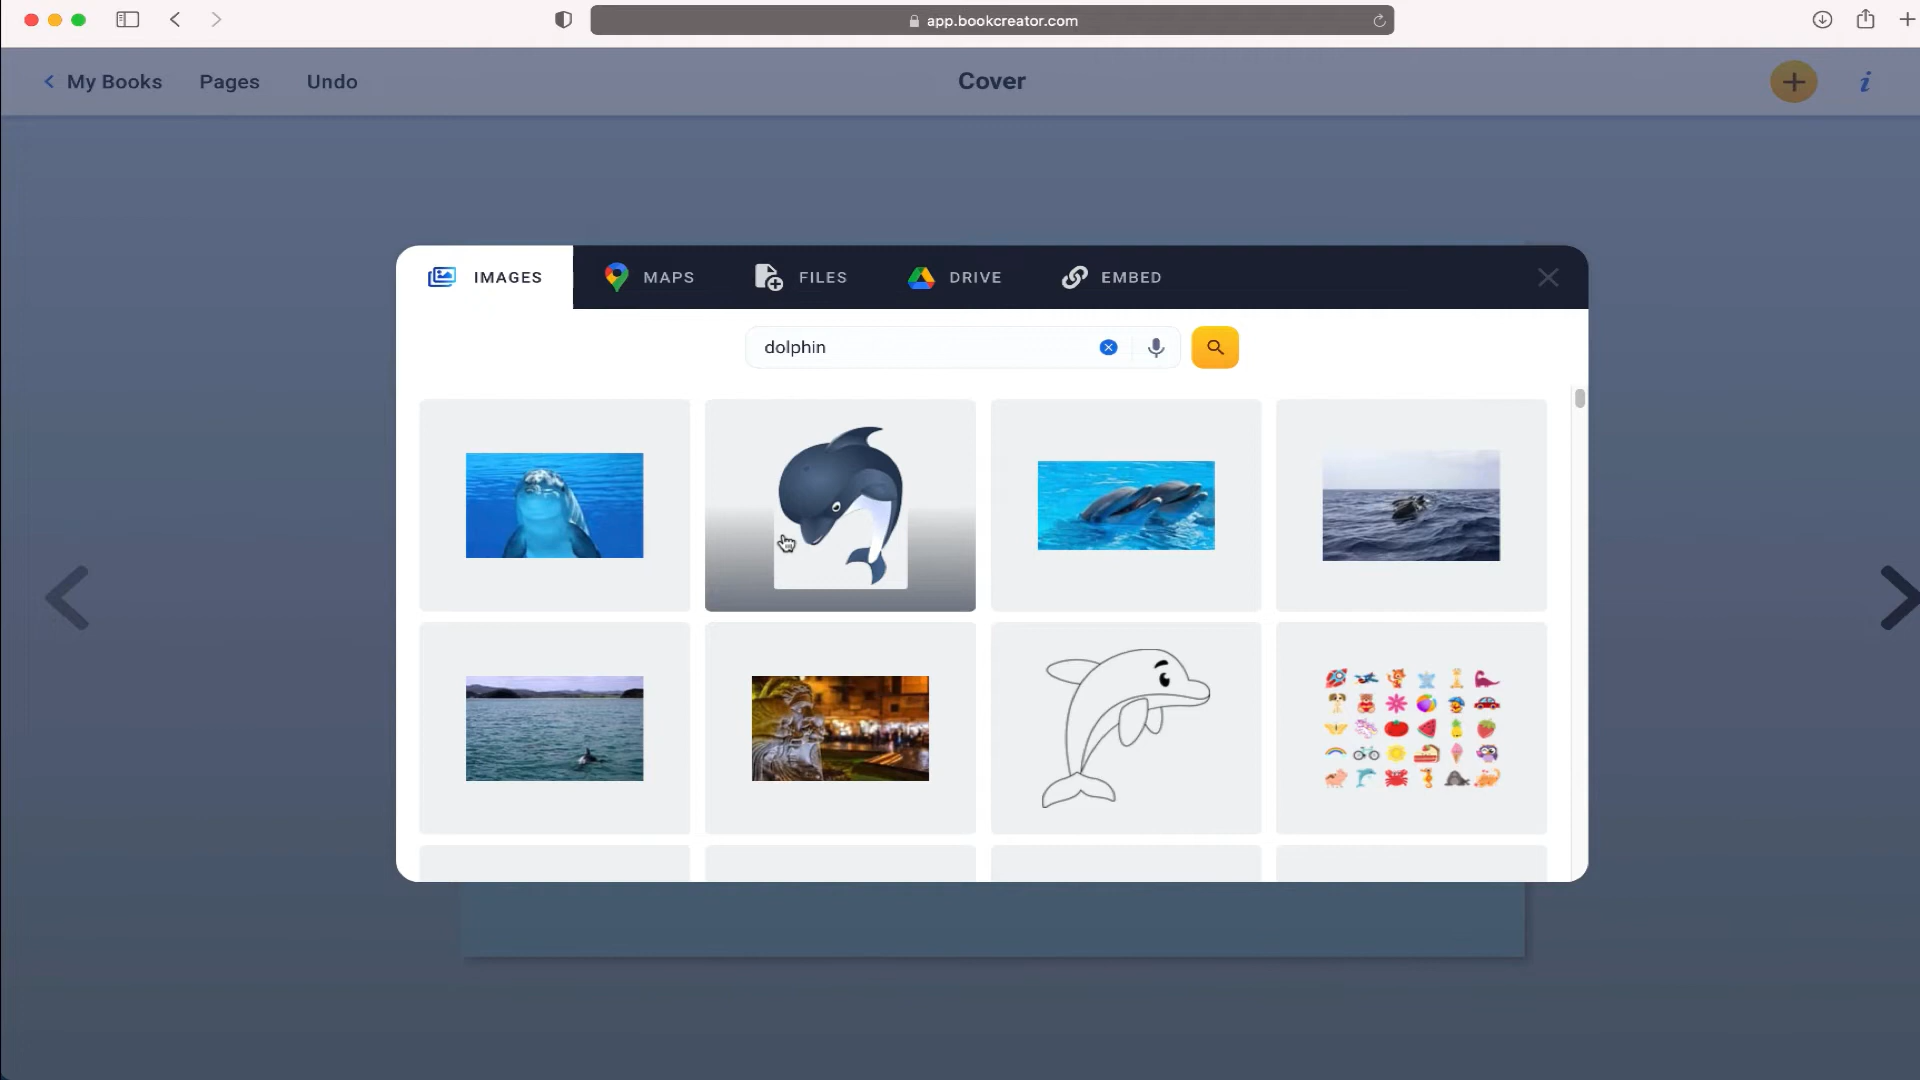 app.bookcreator.com
My Books
Pages
Undo
Cover
IMAGES
MAPS
FILES
DRIVE
EMBED
dolphin